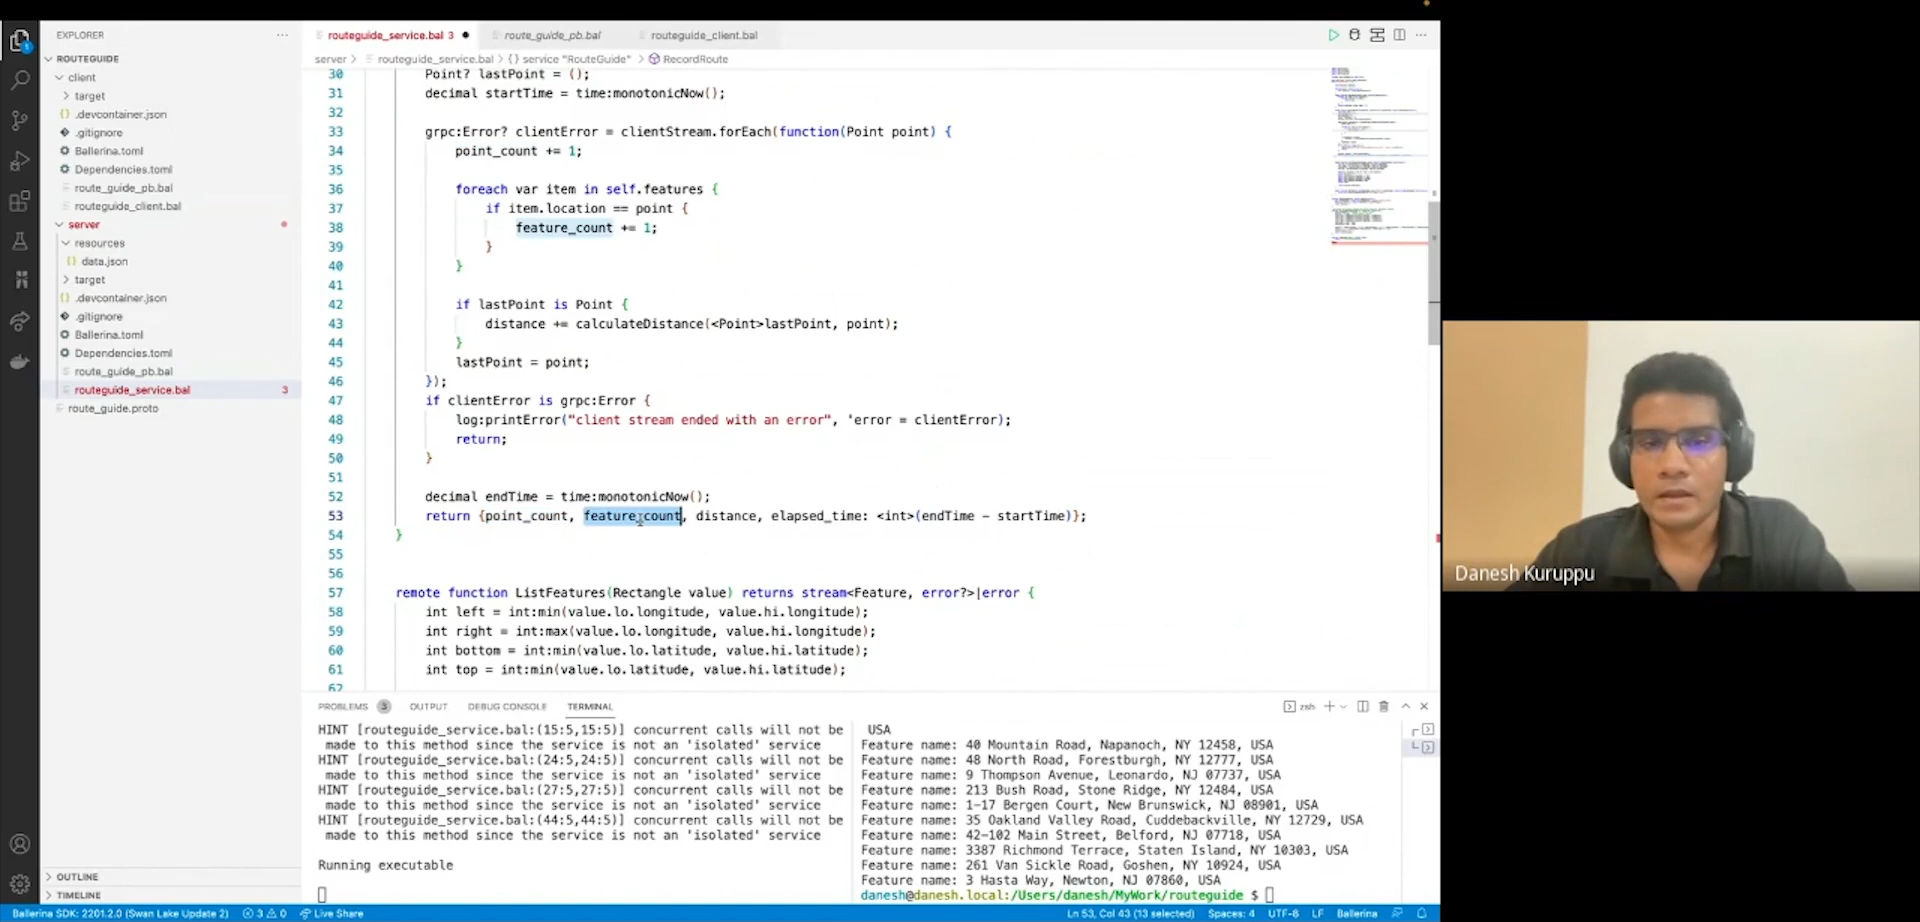 EXPLORER
ROUTEGUIDE
client
target
.devcontainer.json
.gitignore
Ballerina.toml
Dependencies.toml
route_guide_pb.bal
routeguide_client.bal
server
resources
data.json
target
.devcontainer.json
.gitignore
Ballerina.toml
Dependencies.toml
route_guide_pb.bal
routeguide_service.bal 3
route_guide.proto
OUTLINE
TIMELINE
routeguide_service.bal 3 route_guide_pb.bal routeguide_client.bal
server > routeguide_service.bal > {} service "RouteGuide" > RecordRoute
30 Point? lastPoint = ();
31 decimal startTime = time:monotonicNow();
32
33 grpc:Error? clientError = clientStream.forEach(function(Point point) {
34 point_count += 1;
35
36 foreach var item in self.features {
37 if item.location == point {
38 feature_count += 1;
39 }
40 }
41
42 if lastPoint is Point {
43 distance += calculateDistance(<Point>lastPoint, point);
44 }
45 lastPoint = point;
46 });
47 if clientError is grpc:Error {
48 log:printError("client stream ended with an error", 'error = clientError);
49 return;
50 }
51
52 decimal endTime = time:monotonicNow();
53 return {point_count, feature_count, distance, elapsed_time: <int>(endTime - startTime)};
54 }
55
56
57 remote function ListFeatures(Rectangle value) returns stream<Feature, error?>|error {
58 int left = int:min(value.lo.longitude, value.hi.longitude);
59 int right = int:max(value.lo.longitude, value.hi.longitude);
60 int bottom = int:min(value.lo.latitude, value.hi.latitude);
61 int top = int:min(value.lo.latitude, value.hi.latitude);
62
PROBLEMS 3 OUTPUT DEBUG CONSOLE TERMINAL zsh
HINT [routeguide_service.bal:(15:5,15:5)] concurrent calls will not be
made to this method since the service is not an 'isolated' service
HINT [routeguide_service.bal:(24:5,24:5)] concurrent calls will not be
made to this method since the service is not an 'isolated' service
HINT [routeguide_service.bal:(27:5,27:5)] concurrent calls will not be
made to this method since the service is not an 'isolated' service
HINT [routeguide_service.bal:(44:5,44:5)] concurrent calls will not be
made to this method since the service is not an 'isolated' service
Running executable
USA
Feature name: 40 Mountain Road, Napanoch, NY 12458, USA
Feature name: 48 North Road, Forestburgh, NY 12777, USA
Feature name: 9 Thompson Avenue, Leonardo, NJ 07737, USA
Feature name: 213 Bush Road, Stone Ridge, NY 12484, USA
Feature name: 1-17 Bergen Court, New Brunswick, NJ 08901, USA
Feature name: 35 Oakland Valley Road, Cuddebackville, NY 12729, USA
Feature name: 42-102 Main Street, Belford, NJ 07718, USA
Feature name: 3387 Richmond Terrace, Staten Island, NY 10303, USA
Feature name: 261 Van Sickle Road, Goshen, NY 10924, USA
Feature name: 3 Hasta Way, Newton, NJ 07860, USA
danesh@danesh.local:/Users/danesh/MyWork/routeguide $
Ballerina SDK: 2201.2.0 (Swan Lake Update 2) 3 0 Live Share Ln 53, Col 43 (13 selected) Spaces: 4 UTF-8 LF Ballerina
Danesh Kuruppu